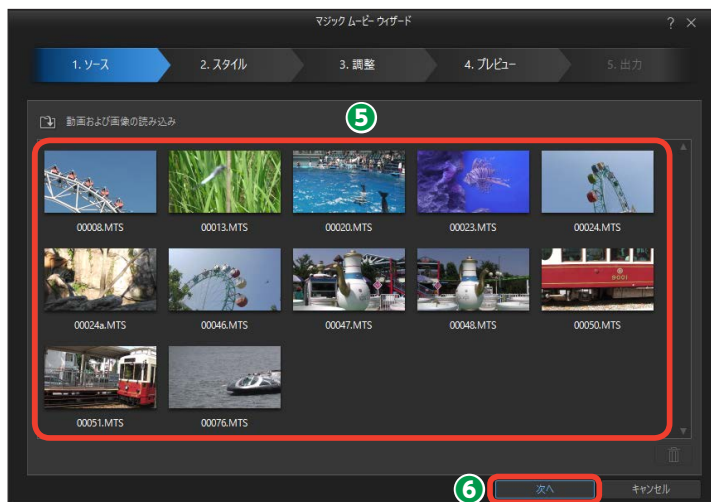 マジック ムービー ウィザード ? ×
1. ソース 2. スタイル 3. 調整 4. プレビュー 5. 出力
動画および画像の読み込み
5
00008.MTS 00013.MTS 00020.MTS 00023.MTS 00024.MTS
00024a.MTS 00046.MTS 00047.MTS 00048.MTS 00050.MTS
00051.MTS 00076.MTS
6 次へ キャンセル